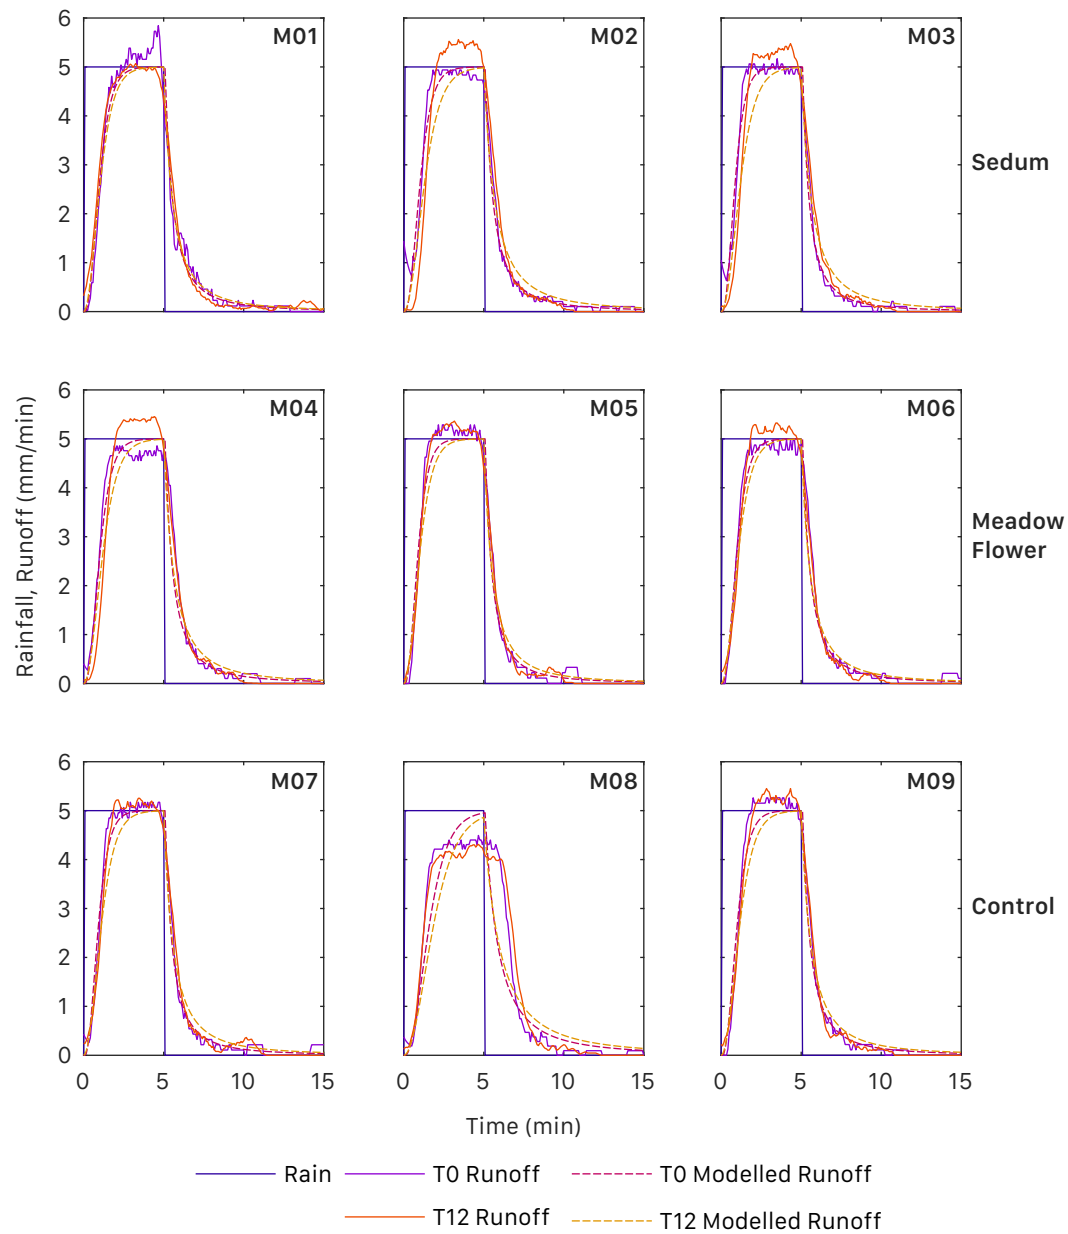 6
5
4
3
2
1
0
M01
M02
M03
Sedum
6
5
4
3
2
1
0
M04
M05
M06
Meadow
Flower
Rainfall, Runoff (mm/min)
6
5
4
3
2
1
0
M07
M08
M09
Control
0 5 10 15
0 5 10 15
0 5 10 15
Time (min)
Rain T0 Runoff T0 Modelled Runoff
T12 Runoff T12 Modelled Runoff